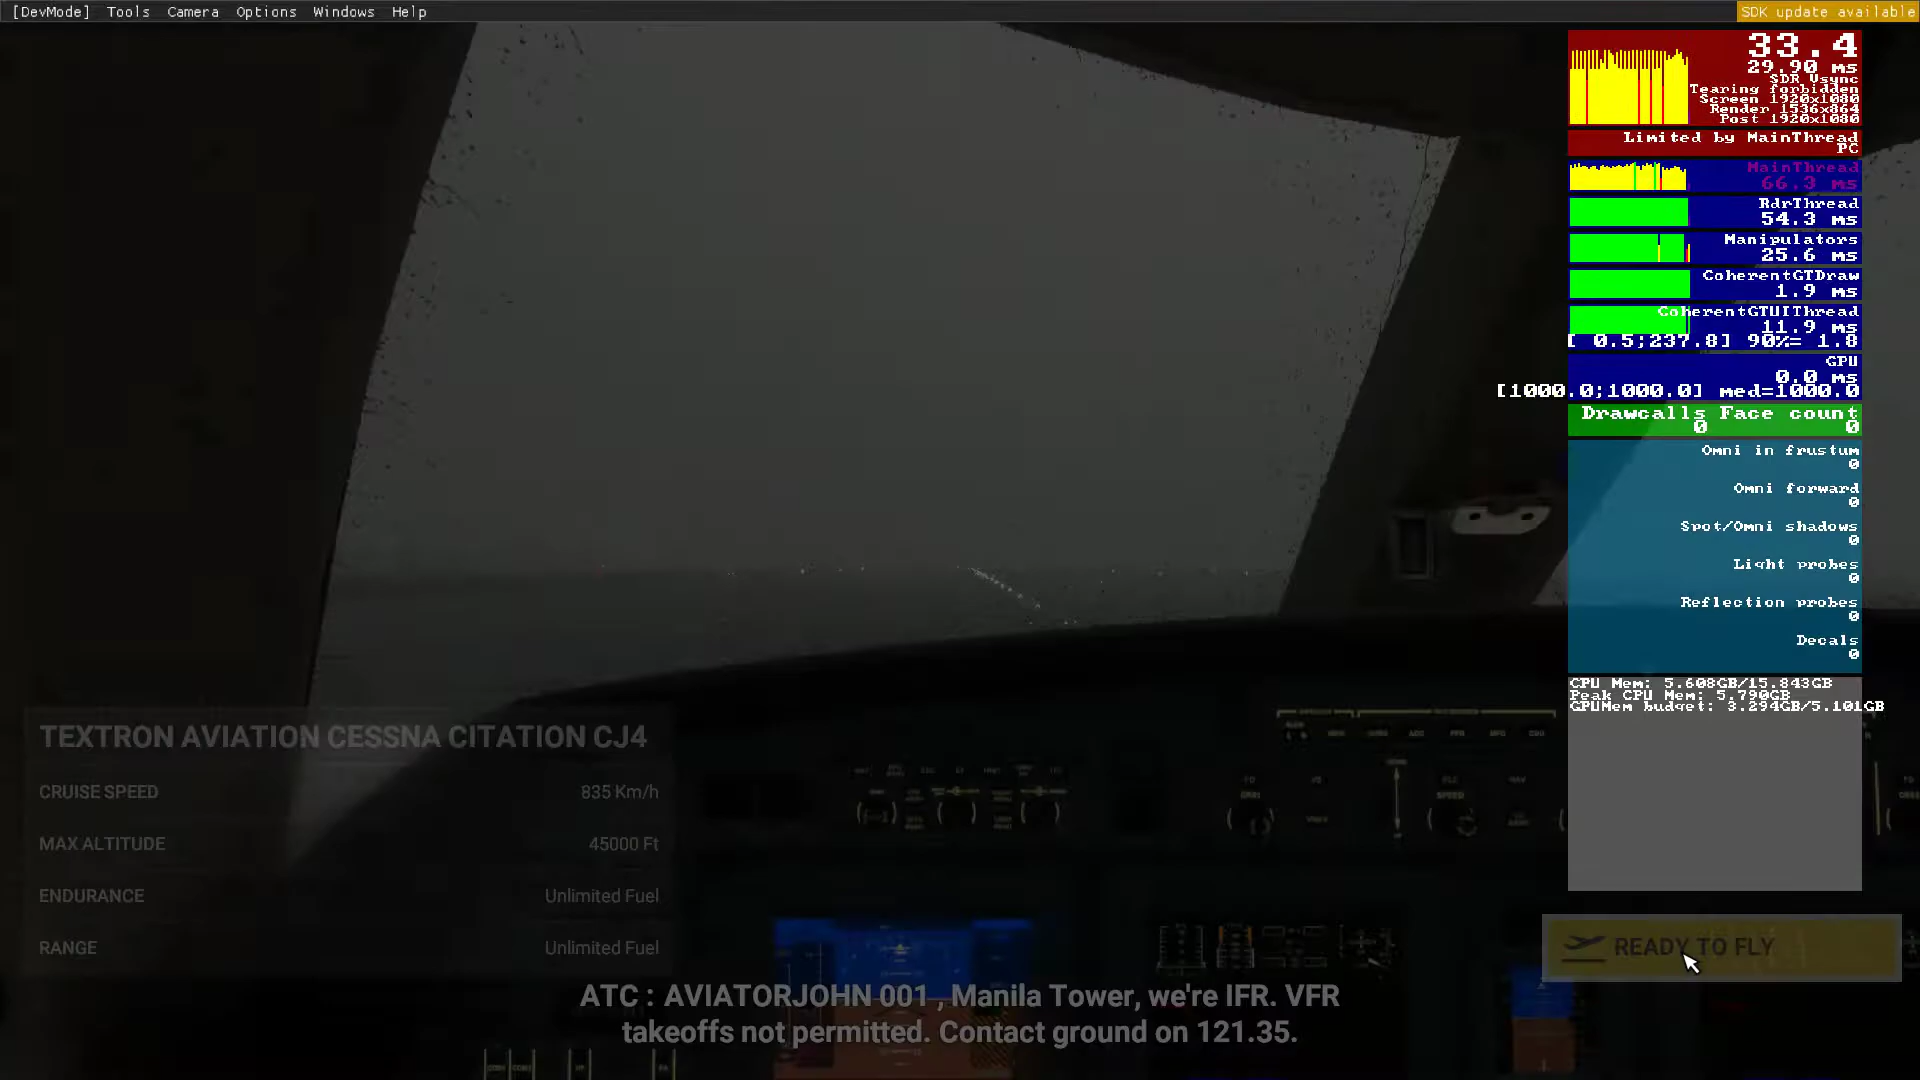 [DevMode] Tools Camera Options Windows Help
SDK update available
33.4
29.90 ms
SDR Vsync
Tearing forbidden
Screen 1920x1080
Render 1536x864
Post 1920x1080
Limited by MainThread
PC
MainThread
66.3 ms
RdrThread
54.3 ms
Manipulators
25.6 ms
CoherentGTDraw
1.9 ms
CoherentGTUIThread
11.9 ms
[ 0.5;237.8] 90%= 1.8
GPU
0.0 ms
[1000.0;1000.0] med=1000.0
Drawcalls Face count
0 0
Omni in frustum
0
Omni forward
0
Spot/Omni shadows
0
Light probes
0
Reflection probes
0
Decals
0
CPU Mem: 5.608GB/15.843GB
Peak CPU Mem: 5.790GB
GPUMem budget: 3.294GB/5.101GB
TEXTRON AVIATION CESSNA CITATION CJ4
CRUISE SPEED 835 Km/h
MAX ALTITUDE 45000 Ft
ENDURANCE Unlimited Fuel
RANGE Unlimited Fuel
SPEED
NAV
READY TO FLY
ATC : AVIATORJOHN 001 , Manila Tower, we're IFR. VFR
takeoffs not permitted. Contact ground on 121.35.